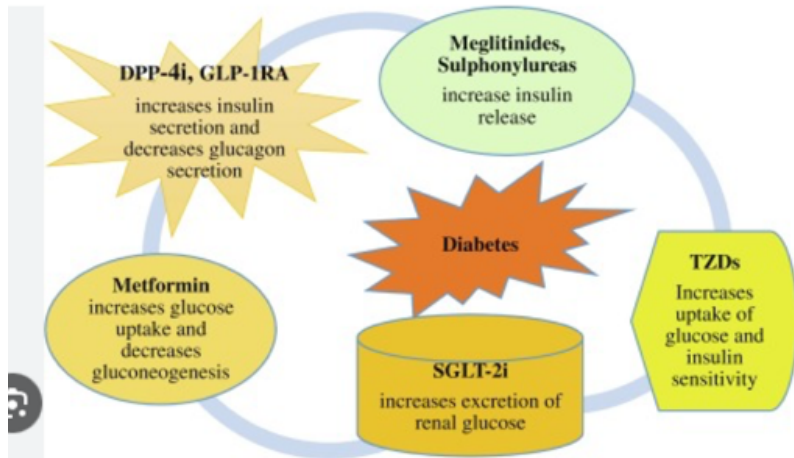 DPP-4i, GLP-1RA
increases insulin
secretion and
decreases glucagon
secretion
Meglitinides,
Sulphonylureas
increase insulin
release
Diabetes
TZDs
Increases
uptake of
glucose and
insulin
sensitivity
Metformin
increases glucose
uptake and
decreases
gluconeogenesis
SGLT-2i
increases excretion of
renal glucose